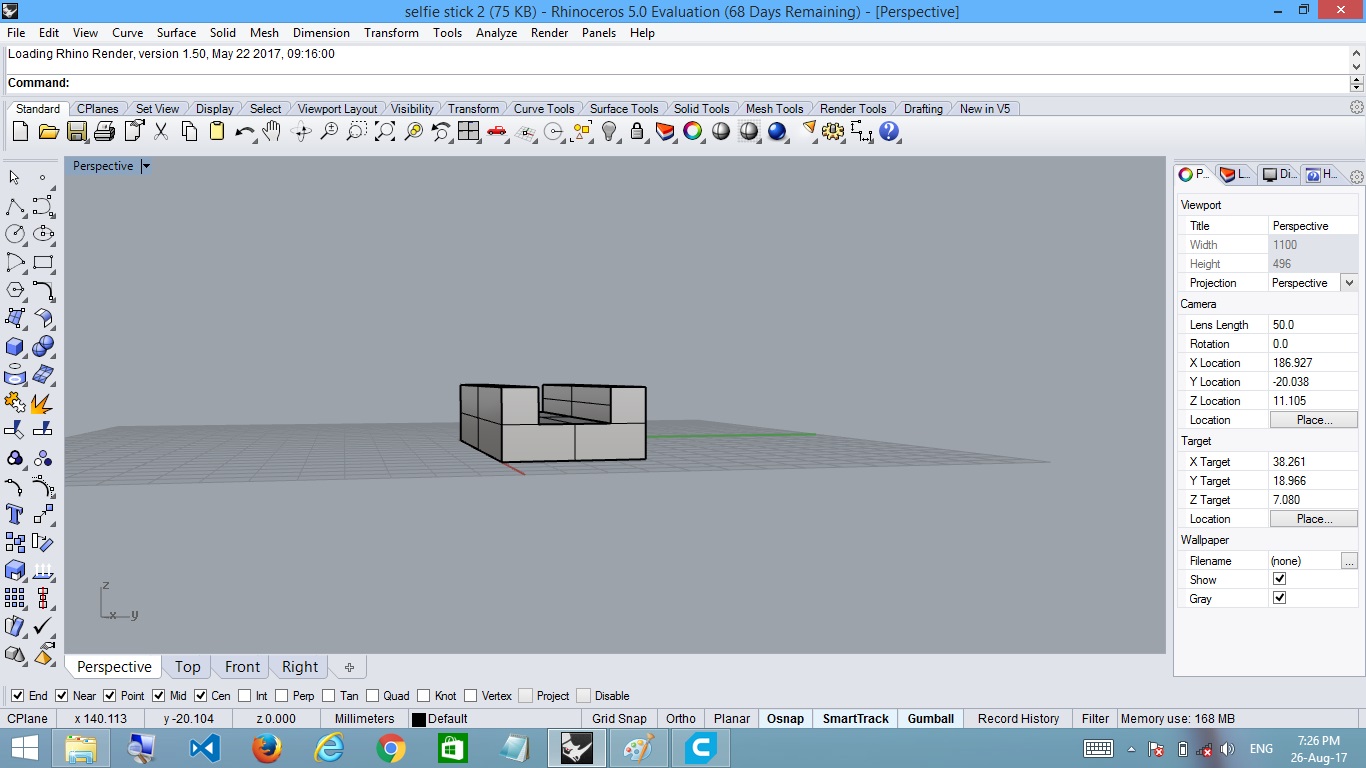 selfie stick 2 (75 KB) - Rhinoceros 5.0 Evaluation (68 Days Remaining) - [Perspective]
File Edit View Curve Surface Solid Mesh Dimension Transform Tools Analyze Render Panels Help
Loading Rhino Render, version 1.50, May 22 2017, 09:16:00
Command:
Standard CPlanes Set View Display Select Viewport Layout Visibility Transform Curve Tools Surface Tools Solid Tools Mesh Tools Render Tools Drafting New in V5
Perspective
P... L... Di... H...
Viewport
Title Perspective
Width 1100
Height 496
Projection Perspective
Camera
Lens Length 50.0
Rotation 0.0
X Location 186.927
Y Location -20.038
Z Location 11.105
Location Place...
Target
X Target 38.261
Y Target 18.966
Z Target 7.080
Location Place...
Wallpaper
Filename (none) ...
Show
Gray
z
x y
Perspective Top Front Right
End Near Point Mid Cen Int Perp Tan Quad Knot Vertex Project Disable
CPlane x 140.113 y -20.104 z 0.000 Millimeters Default Grid Snap Ortho Planar Osnap SmartTrack Gumball Record History Filter Memory use: 168 MB
ENG 7:26 PM
26-Aug-17